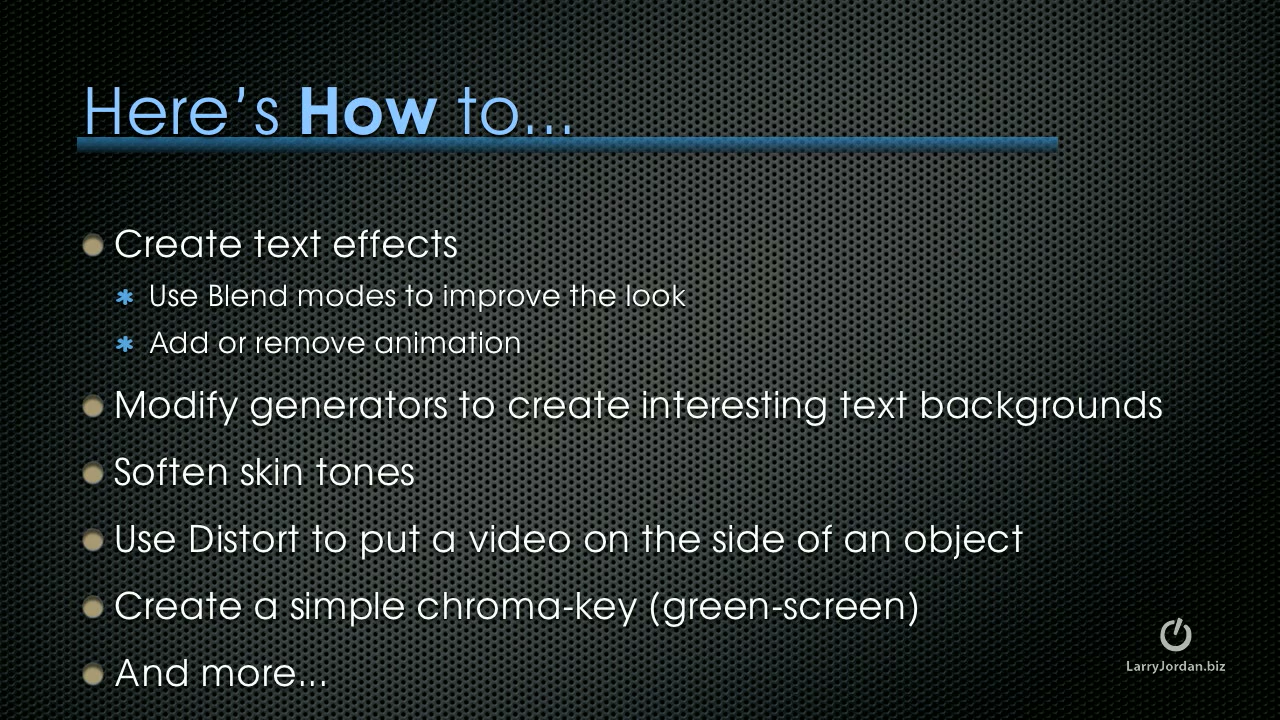 Here’s How to...
Create text effects
Use Blend modes to improve the look
Add or remove animation
Modify generators to create interesting text backgrounds
Soften skin tones
Use Distort to put a video on the side of an object
Create a simple chroma-key (green-screen)
And more...
LarryJordan.biz